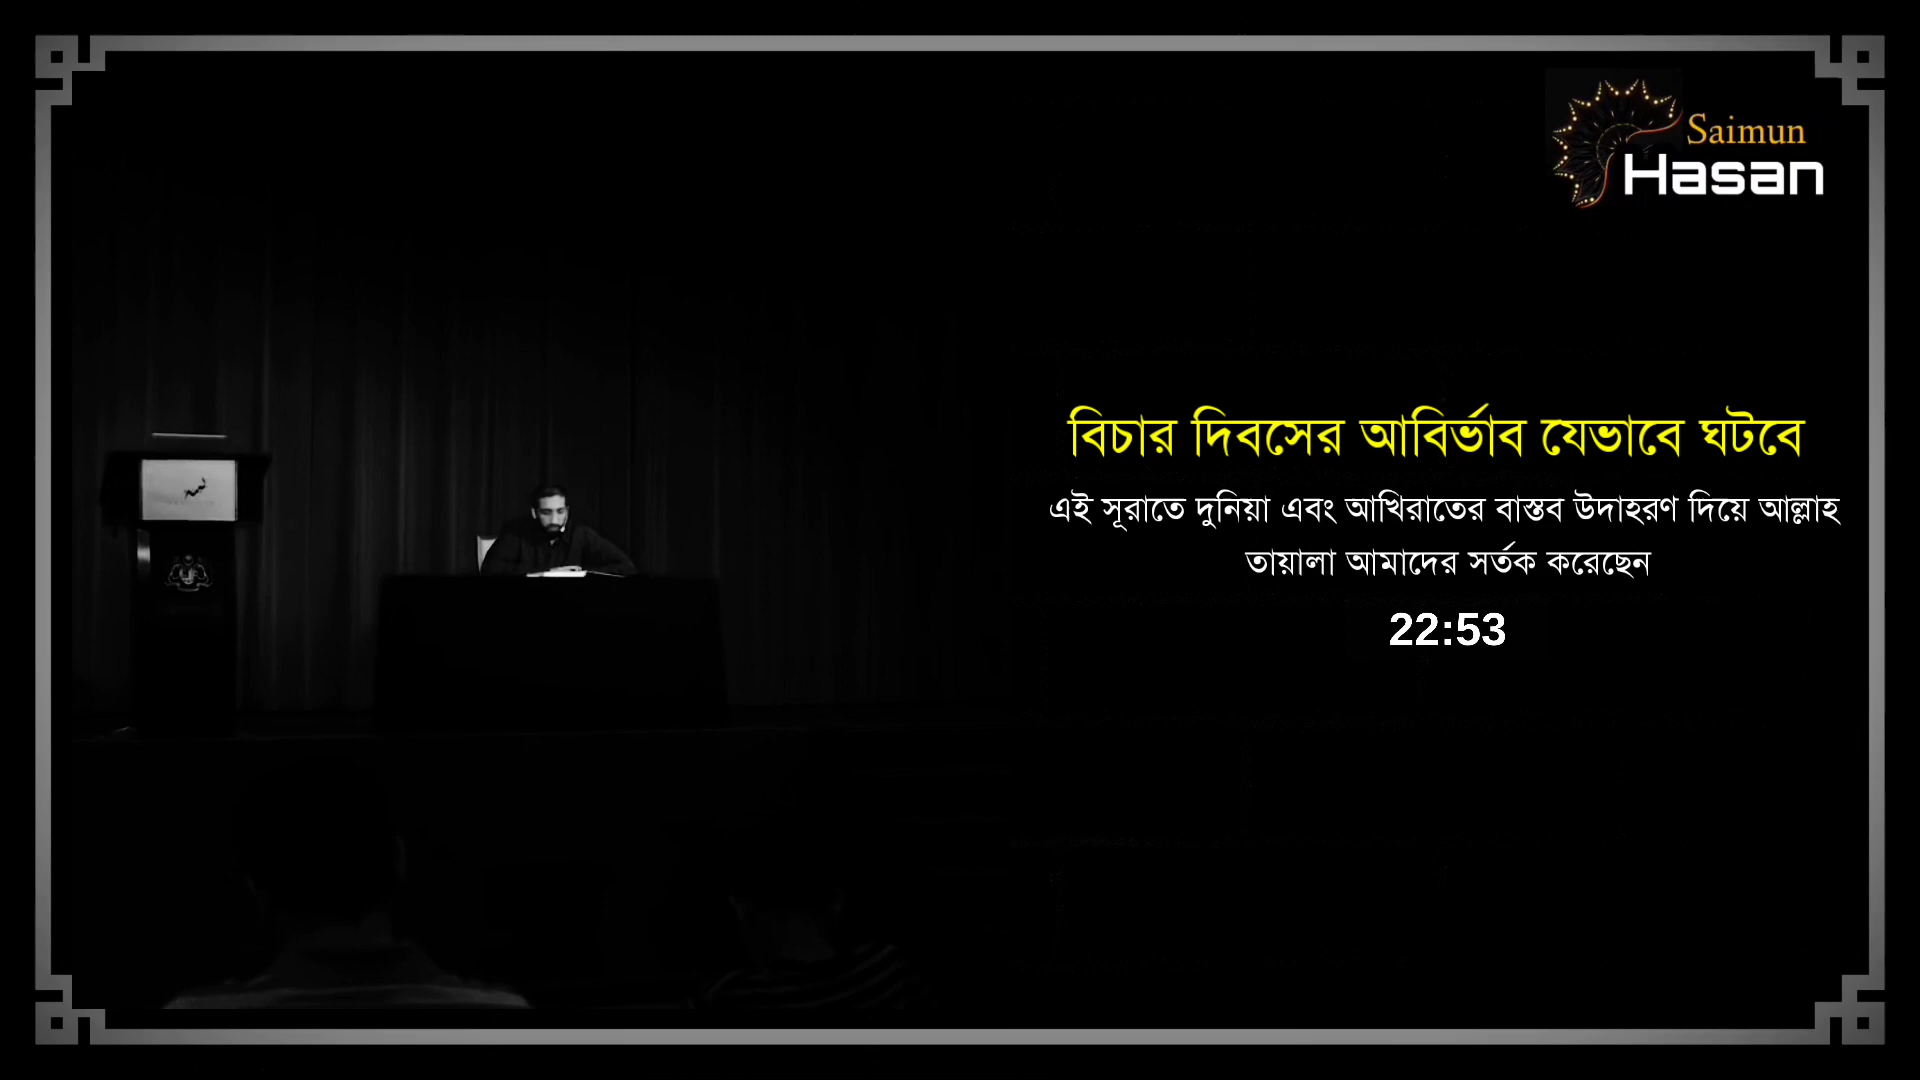 Saimun
Hasan
বিচার দিবসের আবির্ভাব যেভাবে ঘটবে
এই সূরাতে দুনিয়া এবং আখিরাতের বাস্তব উদাহরণ দিয়ে আল্লাহ
তায়ালা আমাদের সর্তক করেছেন
22:53